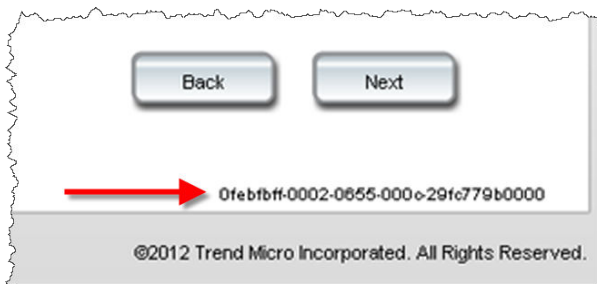 Back
Next
0febfbff-0002-0655-000c-29fc779b0000
©2012 Trend Micro Incorporated. All Rights Reserved.